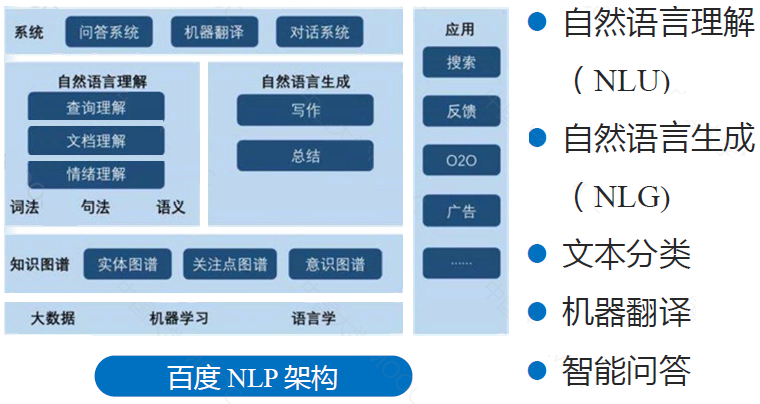 系统 问答系统 机器翻译 对话系统
自然语言理解
查询理解
文档理解
情绪理解
词法 句法 语义
自然语言生成
写作
总结
知识图谱 实体图谱 关注点图谱 意识图谱
大数据 机器学习 语言学
应用
搜索
反馈
O2O
广告
......
百度 NLP 架构
自然语言理解
（NLU)
自然语言生成
（NLG)
文本分类
机器翻译
智能问答